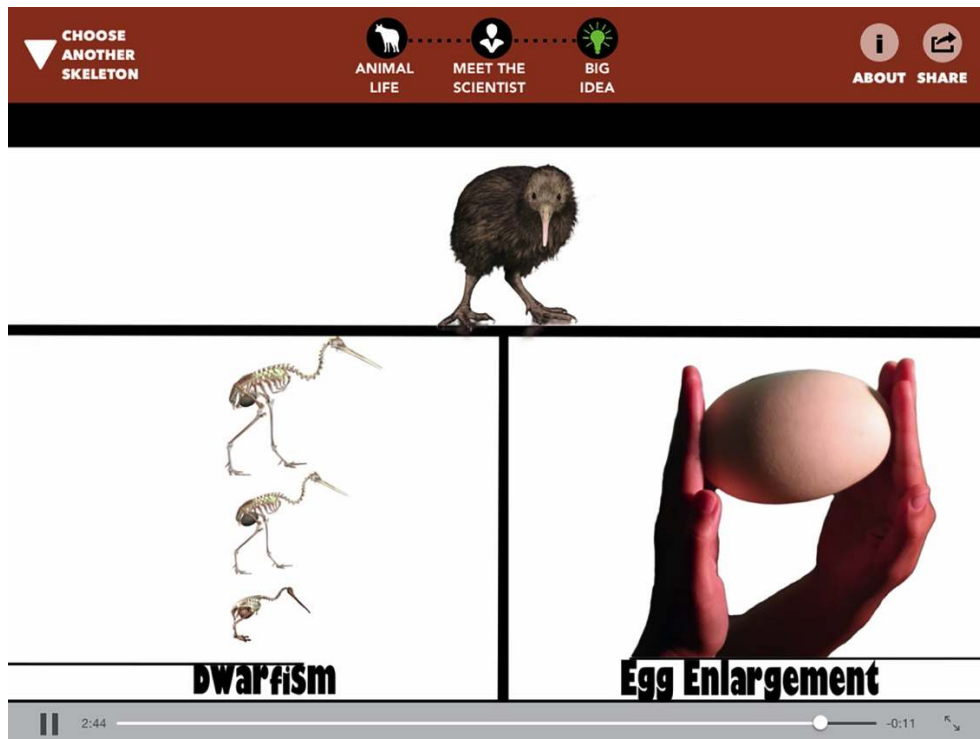 CHOOSE
ANOTHER
SKELETON
ANIMAL
LIFE
MEET THE
SCIENTIST
BIG
IDEA
i
ABOUT
SHARE
Dwarfism
Egg Enlargement
2:44
-0:11